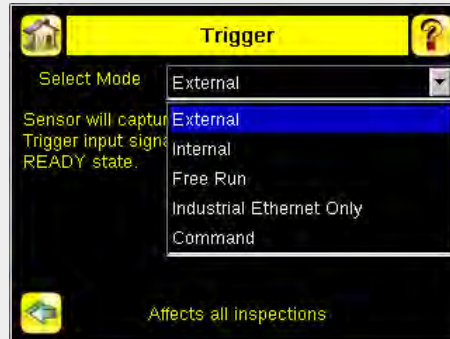 Trigger
?
Select Mode External
Sensor will captur
Trigger input signa
READY state.
External
Internal
Free Run
Industrial Ethernet Only
Command
Affects all inspections